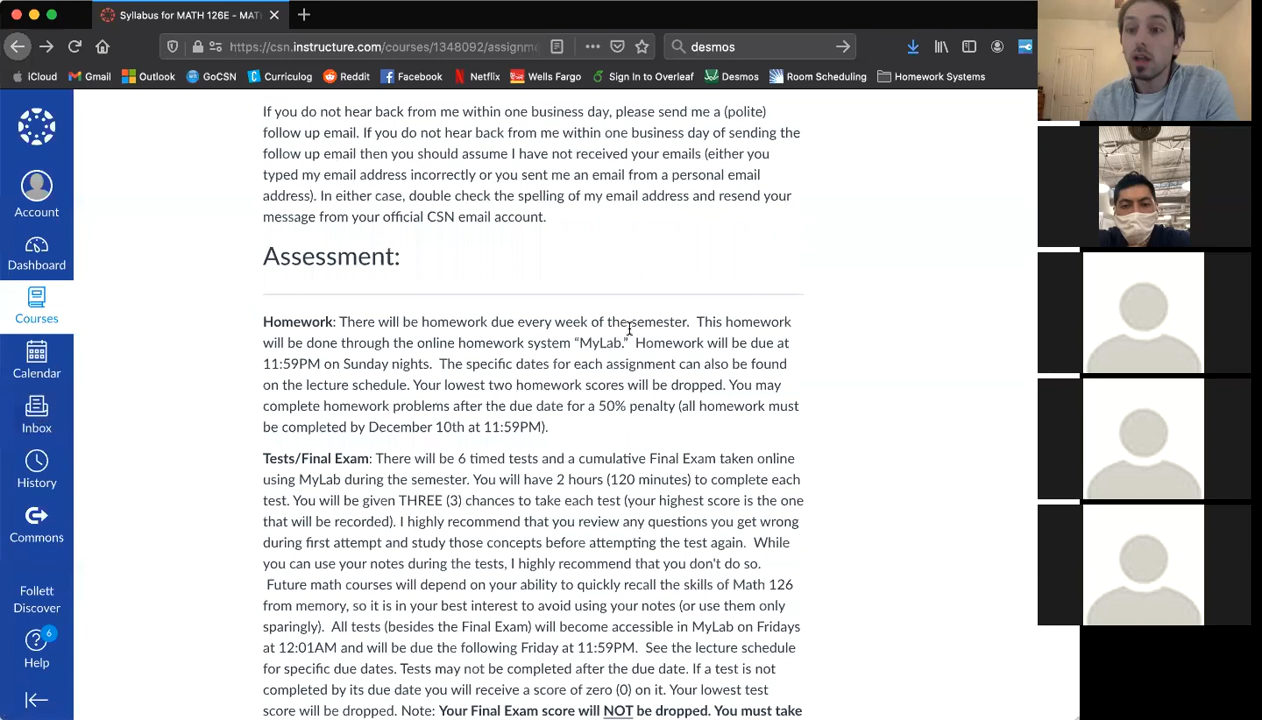 Syllabus for MATH 126E - MAT
https://csn.instructure.com/courses/1348092/assignm
desmos
iCloud
Gmail
Outlook
GoCSN
Curriculog
Reddit
Facebook
Netflix
Wells Fargo
Sign In to Overleaf
Desmos
Room Scheduling
Homework Systems
Account
Dashboard
Courses
Calendar
Inbox
History
Commons
Follett
Discover
6
Help
If you do not hear back from me within one business day, please send me a (polite)
follow up email. If you do not hear back from me within one business day of sending the
follow up email then you should assume I have not received your emails (either you
typed my email address incorrectly or you sent me an email from a personal email
address). In either case, double check the spelling of my email address and resend your
message from your official CSN email account.
Assessment:
Homework: There will be homework due every week of the semester. This homework
will be done through the online homework system “MyLab.” Homework will be due at
11:59PM on Sunday nights. The specific dates for each assignment can also be found
on the lecture schedule. Your lowest two homework scores will be dropped. You may
complete homework problems after the due date for a 50% penalty (all homework must
be completed by December 10th at 11:59PM).
Tests/Final Exam: There will be 6 timed tests and a cumulative Final Exam taken online
using MyLab during the semester. You will have 2 hours (120 minutes) to complete each
test. You will be given THREE (3) chances to take each test (your highest score is the one
that will be recorded). I highly recommend that you review any questions you get wrong
during first attempt and study those concepts before attempting the test again. While
you can use your notes during the tests, I highly recommend that you don't do so.
Future math courses will depend on your ability to quickly recall the skills of Math 126
from memory, so it is in your best interest to avoid using your notes (or use them only
sparingly). All tests (besides the Final Exam) will become accessible in MyLab on Fridays
at 12:01AM and will be due the following Friday at 11:59PM. See the lecture schedule
for specific due dates. Tests may not be completed after the due date. If a test is not
completed by its due date you will receive a score of zero (0) on it. Your lowest test
score will be dropped. Note: Your Final Exam score will NOT be dropped. You must take